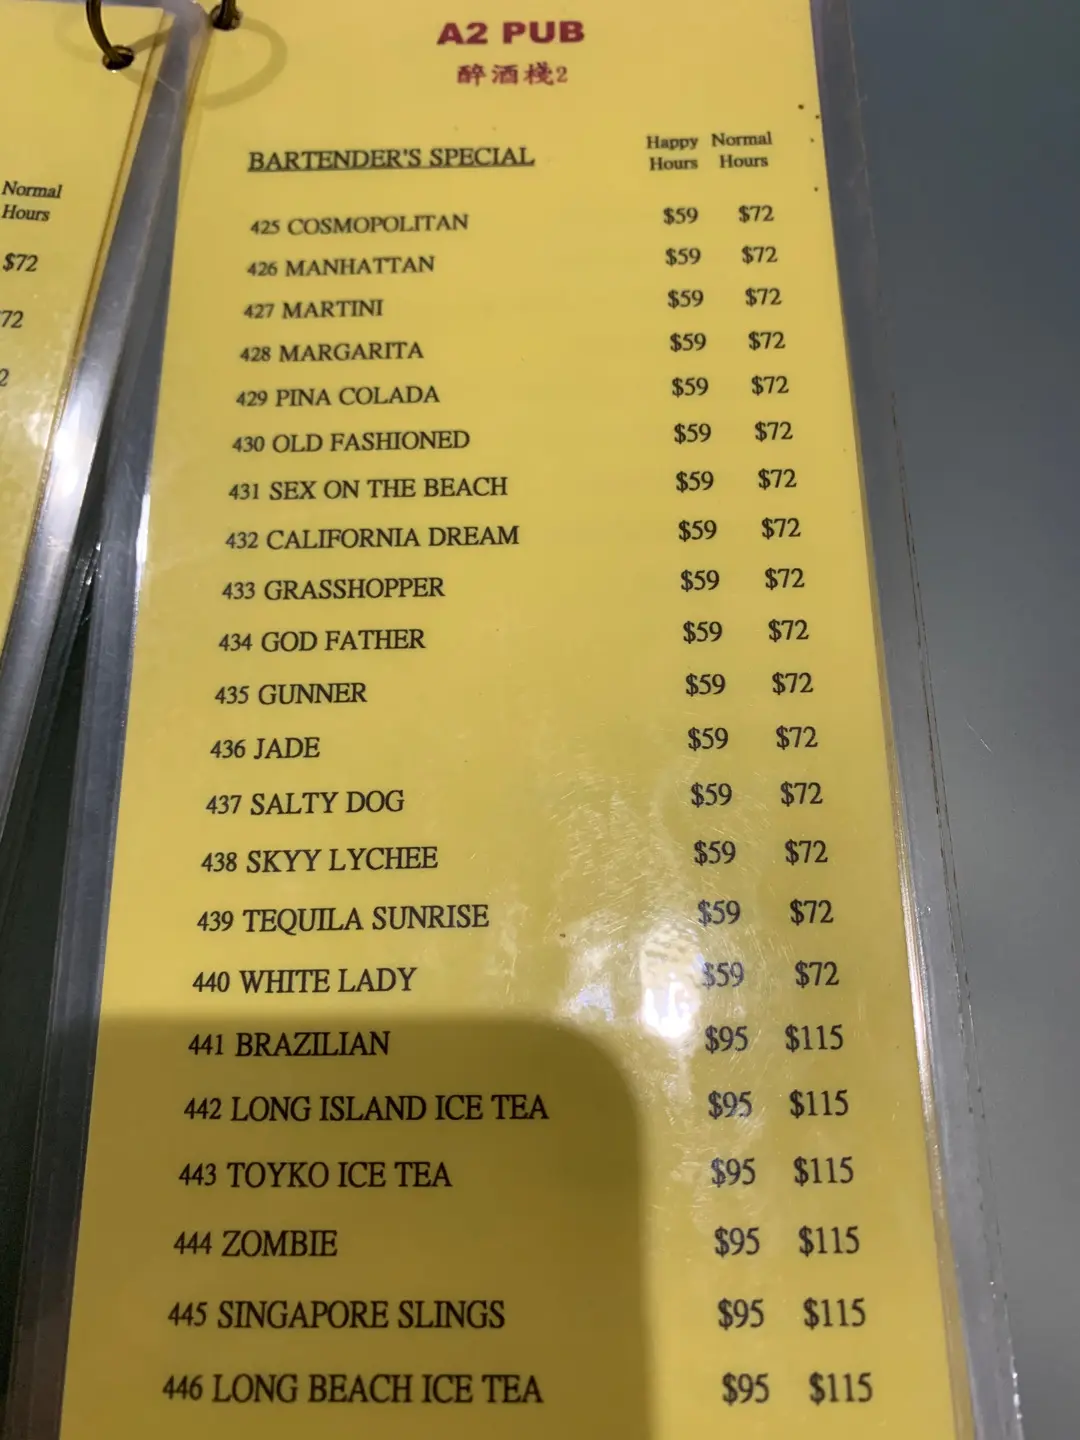 Normal
Hours
$72
72
2
A2 PUB
醉酒棧2
BARTENDER'S SPECIAL
Happy Normal
Hours Hours
425 COSMOPOLITAN $59 $72
426 MANHATTAN $59 $72
427 MARTINI $59 $72
428 MARGARITA $59 $72
429 PINA COLADA $59 $72
430 OLD FASHIONED $59 $72
431 SEX ON THE BEACH $59 $72
432 CALIFORNIA DREAM $59 $72
433 GRASSHOPPER $59 $72
434 GOD FATHER $59 $72
435 GUNNER $59 $72
436 JADE $59 $72
437 SALTY DOG $59 $72
438 SKYY LYCHEE $59 $72
439 TEQUILA SUNRISE $59 $72
440 WHITE LADY $59 $72
441 BRAZILIAN $95 $115
442 LONG ISLAND ICE TEA $95 $115
443 TOYKO ICE TEA $95 $115
444 ZOMBIE $95 $115
445 SINGAPORE SLINGS $95 $115
446 LONG BEACH ICE TEA $95 $115